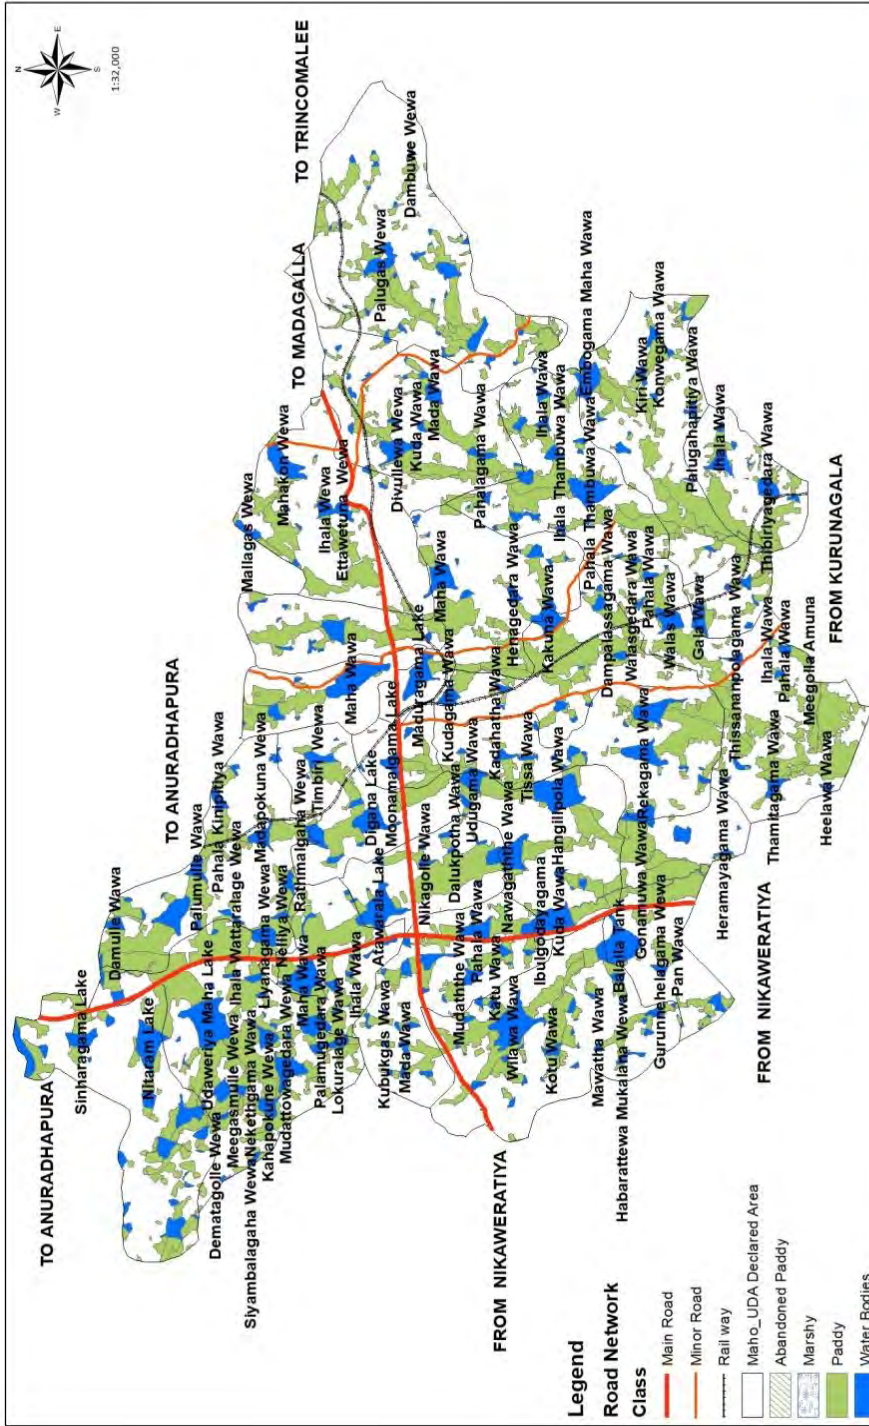 N
E
S
W
1:32,000
TO ANURADHAPURA
TO ANURADHAPURA
TO MADAGALLA
TO TRINCOMALEE
Sinharagama Lake
Damulle Wawa
Nitaram Lake
Palumulle Wawa
Pahala Kinipitiya Wawa
Udaweriya Maha Lake
Ihala Wattaralage Wewa
Madapokuna Wewa
Meegasmulle Wewa
Liyanagama Wewa
Dematagolle Wewa
Nekethgama Wawa
Nelliya Wewa
Rathmalgaha Wewa
Timbiri Wewa
Siyambalagaha Wewa
Kahapokune Wewa
Mudattowagedara Wewa
Maha Wawa
Palamugedara Wawa
Lokuralage Wawa
Ihala Wawa
Atawarala Lake
Digana Lake
Moonamalgama Lake
Maha Wawa
Mallagas Wewa
Mahakon Wewa
Ihala Wewa
Ettawetuna Wewa
Palugas Wewa
Dambuwe Wewa
Divullewa Wewa
Kuda Wawa
Mada Wawa
Maha Wawa
Maduragama Lake
Kudagama Wawa
Kubukgas Wawa
Mada Wawa
Nikagolle Wawa
Dalukpotha Wawa
Udugama Wawa
Kadahatha Wawa
Henagedara Wawa
Pahalagama Wawa
Mudaththe Wawa
Pahala Wawa
Katu Wawa
Nawagaththe Wawa
Tissa Wawa
Kakuna Wawa
Ihala Wawa
Ihala Thambuwa Wawa
Pahala Thambuwa Wawa
Embogama Maha Wawa
Wilawa Wawa
Ibulgodayagama
Kuda Wawa
Hangilipola Wawa
Kotu Wawa
Dampalassagama Wawa
Walasgedara Wawa
Pahala Wawa
Walas Wawa
Gala Wawa
Kiri Wawa
Konwegama Wawa
Palugahapitiya Wawa
Ihala Wawa
Mawatha Wawa
Habarattewa Mukalana Wewa
Balalla Tank
Gonamuwa Wawa
Rekagama Wawa
Gurunnehelagama Wewa
Pan Wawa
Heramayagama Wawa
Thissananpolagama Wawa
Thibiriyagedara Wawa
Ihala Wawa
Pahala Wawa
Meegolla Amuna
Thamitagama Wawa
Heelawa Wawa
FROM NIKAWERATIYA
FROM NIKAWERATIYA
FROM KURUNAGALA
Legend
Road Network
Class
Main Road
Minor Road
Rail way
Maho_UDA Declared Area
Abandoned Paddy
Marshy
Paddy
Water Bodies